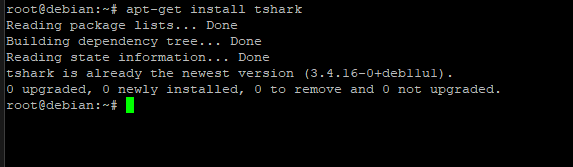 root@debian:~# apt-get install tshark
Reading package lists... Done
Building dependency tree... Done
Reading state information... Done
tshark is already the newest version (3.4.16-0+deb11u1).
0 upgraded, 0 newly installed, 0 to remove and 0 not upgraded.
root@debian:~#